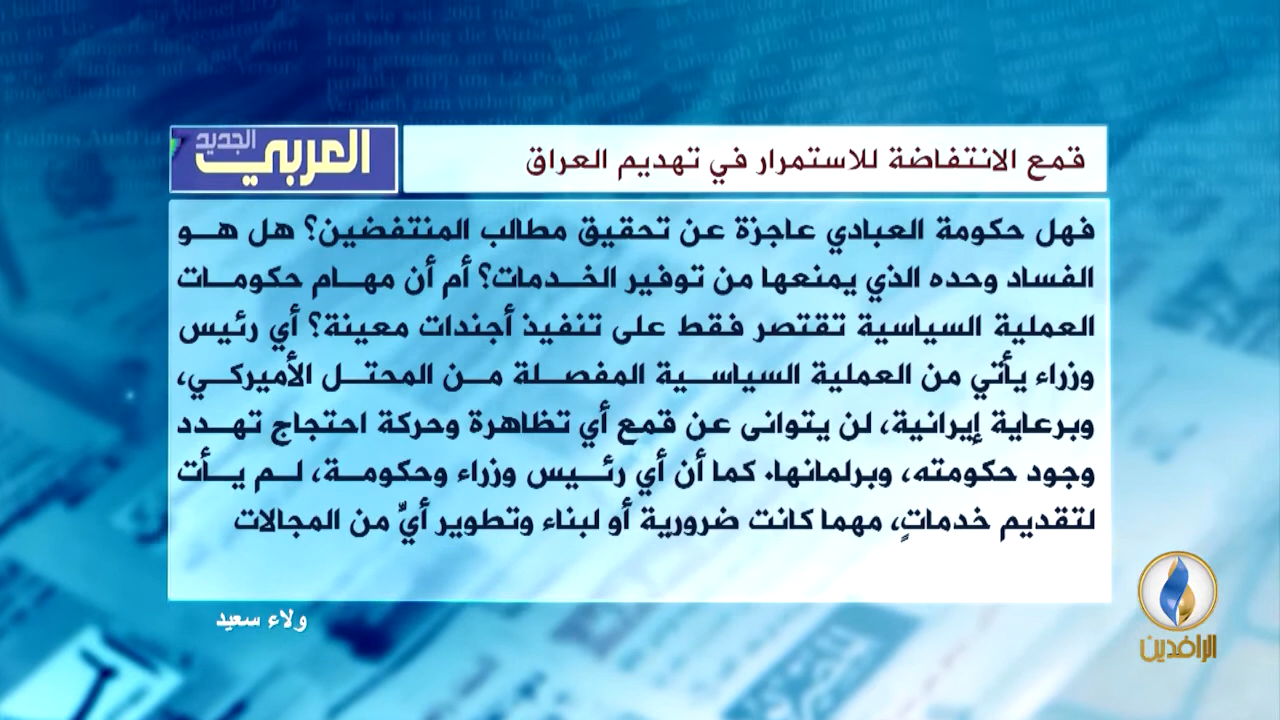 العربي الجديد
قمع الانتفاضة للاستمرار في تهديم العراق
فهل حكومة العبادي عاجزة عن تحقيق مطالب المنتفضين؟ هل هو
الفساد وحده الذي يمنعها من توفير الخدمات؟ أم أن مهام حكومات
العملية السياسية تقتصر فقط على تنفيذ أجندات معينة؟ أي رئيس
وزراء يأتي من العملية السياسية المفصلة من المحتل الأميركي،
وبرعاية إيرانية، لن يتوانى عن قمع أي تظاهرة وحركة احتجاج تهدد
وجود حكومته، وبرلمانها. كما أن أي رئيس وزراء وحكومة، لم يأت
لتقديم خدماتٍ، مهما كانت ضرورية أو لبناء وتطوير أيٍّ من المجالات
ولاء سعيد
الرافدين